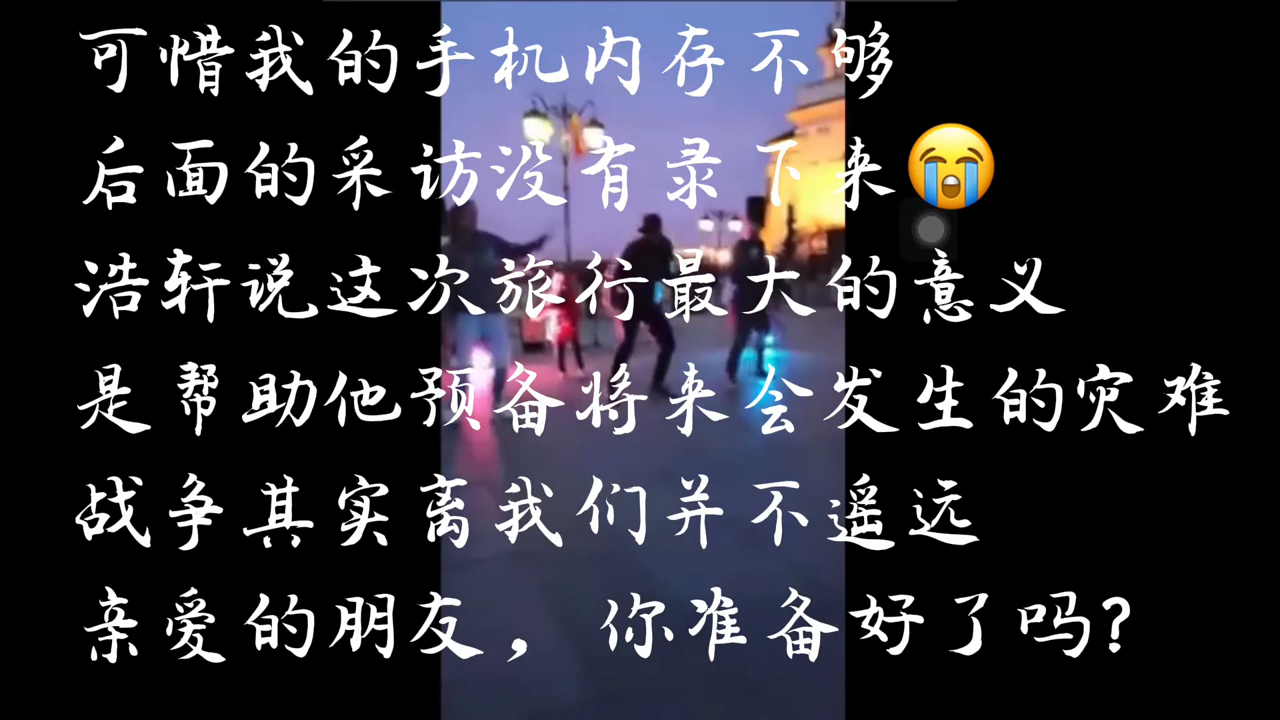 可惜我的手机内存不够
后面的采访没有录下来😭
浩轩说这次旅行最大的意义
是帮助他预备将来会发生的灾难
战争其实离我们并不遥远
亲爱的朋友，你准备好了吗？